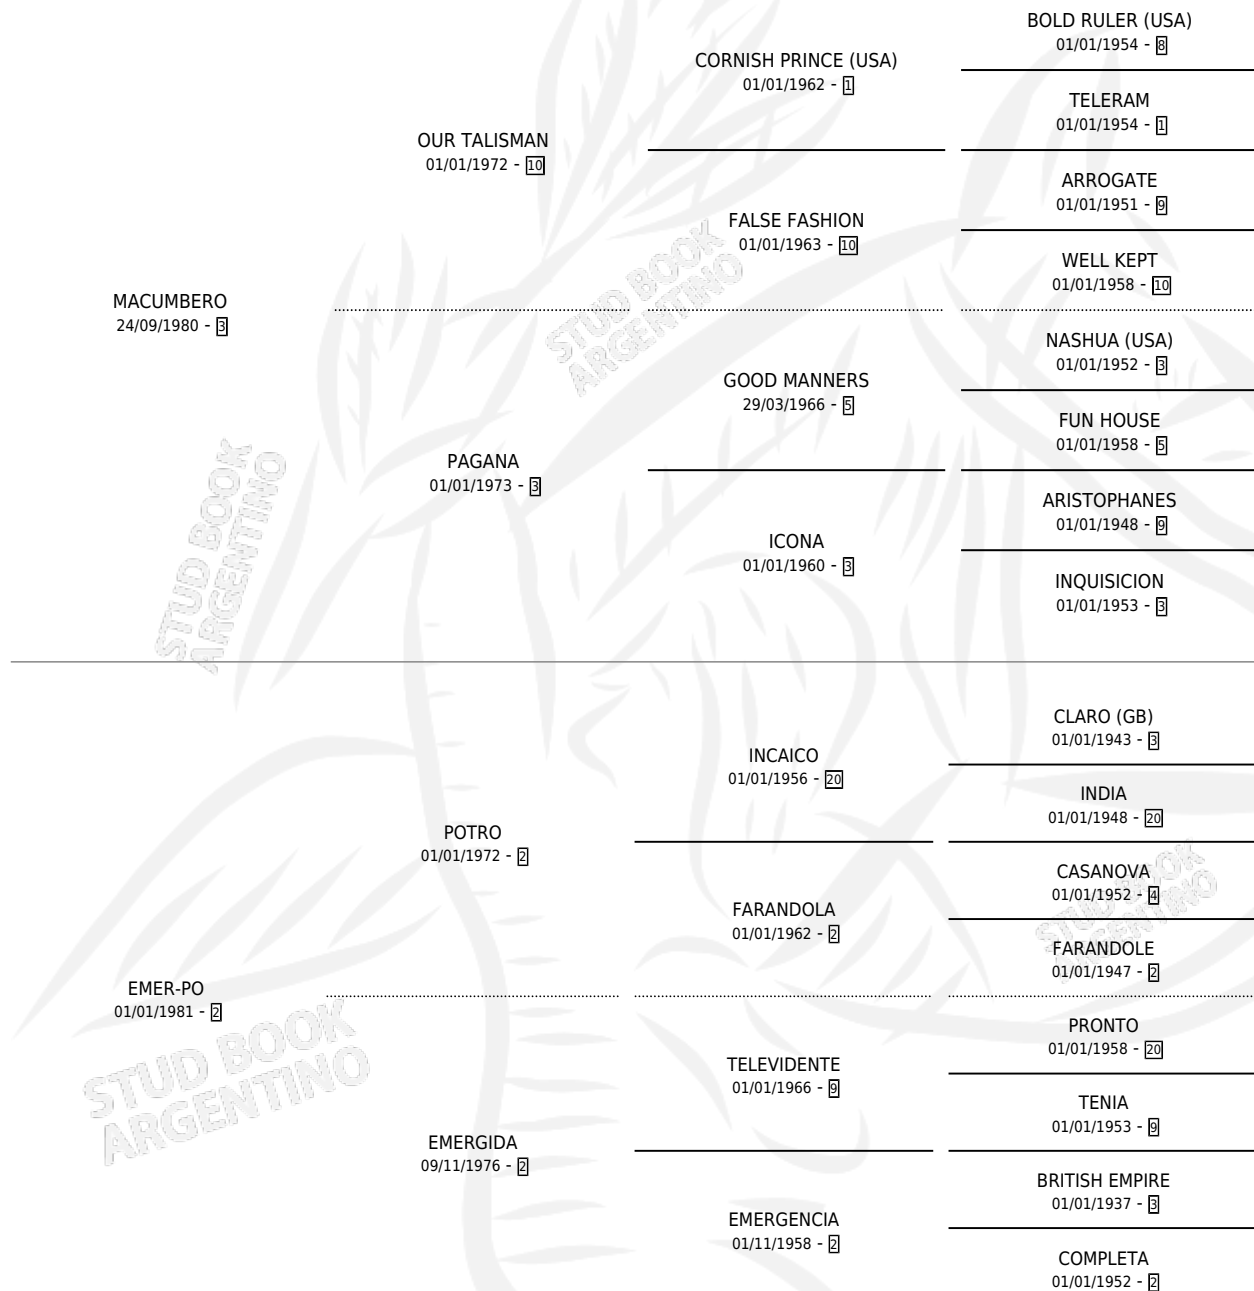 BOLD RULER (USA)
01/01/1954 - 8
CORNISH PRINCE (USA)
01/01/1962 - 1
TELERAM
01/01/1954 - 1
OUR TALISMAN
01/01/1972 - 10
ARROGATE
01/01/1951 - 9
FALSE FASHION
01/01/1963 - 10
WELL KEPT
01/01/1958 - 10
MACUMBERO
24/09/1980 - 3
NASHUA (USA)
01/01/1952 - 3
GOOD MANNERS
29/03/1966 - 5
FUN HOUSE
01/01/1958 - 5
PAGANA
01/01/1973 - 3
ARISTOPHANES
01/01/1948 - 9
ICONA
01/01/1960 - 3
INQUISICION
01/01/1953 - 3
CLARO (GB)
01/01/1943 - 3
INCAICO
01/01/1956 - 20
INDIA
01/01/1948 - 20
POTRO
01/01/1972 - 2
CASANOVA
01/01/1952 - 4
FARANDOLA
01/01/1962 - 2
FARANDOLE
01/01/1947 - 2
EMER-PO
01/01/1981 - 2
PRONTO
01/01/1958 - 20
TELEVIDENTE
01/01/1966 - 9
TENIA
01/01/1953 - 9
EMERGIDA
09/11/1976 - 2
BRITISH EMPIRE
01/01/1937 - 3
EMERGENCIA
01/11/1958 - 2
COMPLETA
01/01/1952 - 2
STUD BOOK
ARGENTINO
STUD BOOK
ARGENTINO
STUD BOOK
ARGENTINO
STUD BOOK
ARGENTINO